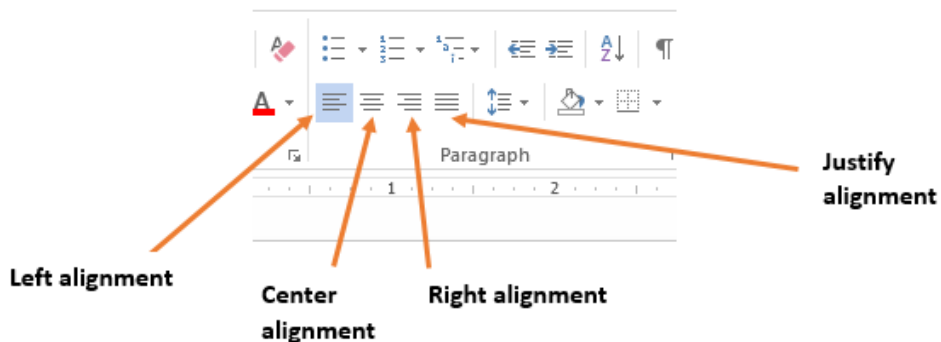 Paragraph
1 2
Justify
alignment
Left alignment
Center
alignment
Right alignment